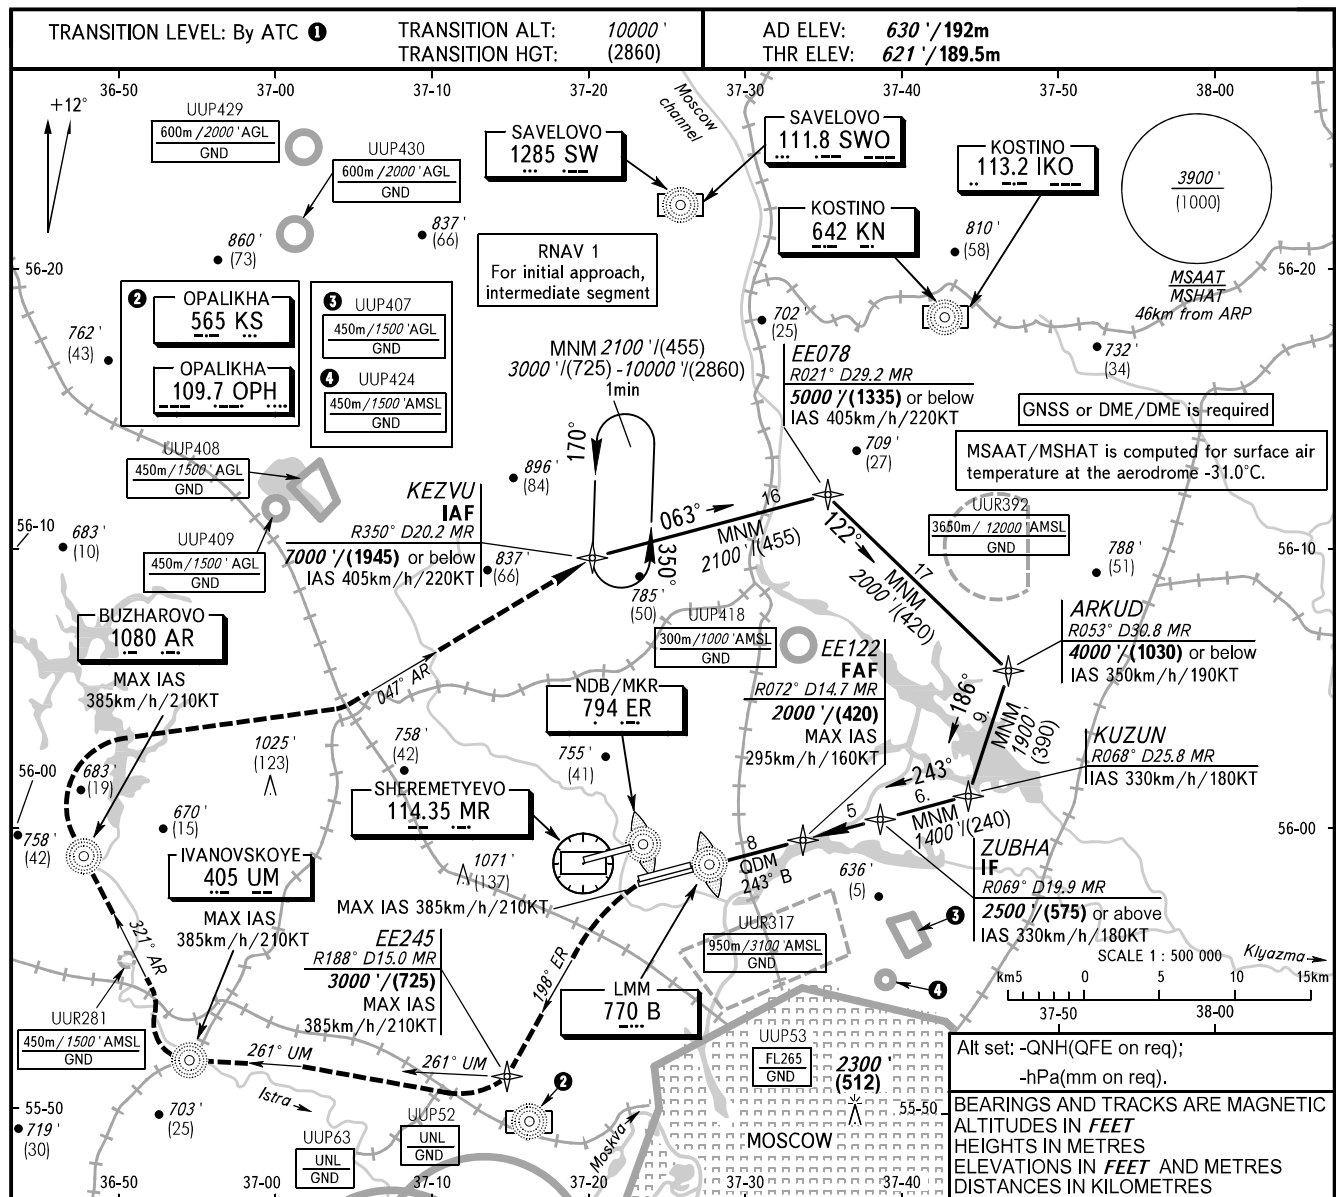 TRANSITION LEVEL: By ATC ❶
TRANSITION ALT: 10000'
TRANSITION HGT: (2860)
AD ELEV: 630'/192m
THR ELEV: 621'/189.5m
36-50
37-00
37-10
37-20
37-30
37-40
37-50
38-00
+12°
UUP429
600m/2000'AGL
GND
UUP430
600m/2000'AGL
GND
SAVELOVO
1285 SW
Moscow
channel
SAVELOVO
111.8 SWO
KOSTINO
113.2 IKO
KOSTINO
642 KN
3900'
(1000)
MSAAT
MSHAT
46km from ARP
860'
(73)
837'
(66)
810'
(58)
56-20
56-20
RNAV 1
For initial approach,
intermediate segment
❷ OPALIKHA
565 KS
OPALIKHA
109.7 OPH
❸ UUP407
450m/1500'AGL
GND
❹ UUP424
450m/1500'AMSL
GND
762'
(43)
702'
(25)
732'
(34)
MNM 2100'/(455)
3000'/(725) -10000'/(2860)
1min
EE078
R021° D29.2 MR
5000'/(1335) or below
IAS 405km/h/220KT
GNSS or DME/DME is required
MSAAT/MSHAT is computed for surface air
temperature at the aerodrome -31.0°C.
709'
(27)
UUP408
450m/1500'AGL
GND
896'
(84)
170°
350°
KEZVU
IAF
R350° D20.2 MR
7000'/(1945) or below
IAS 405km/h/220KT
063°
16
MNM
2100'/(455)
122°
17
MNM
2000'/(420)
UUR392
3650m/12000'AMSL
GND
56-10
56-10
683'
(10)
UUP409
450m/1500'AGL
GND
837'
(66)
785'
(50)
788'
(51)
BUZHAROVO
1080 AR
MAX IAS
385km/h/210KT
047° AR
UUP418
300m/1000'AMSL
GND
EE122
FAF
R072° D14.7 MR
2000'/(420)
MAX IAS
295km/h/160KT
ARKUD
R053° D30.8 MR
4000'/(1030) or below
IAS 350km/h/190KT
NDB/MKR
794 ER
186°
9.
MNM
1900'
(390)
KUZUN
R068° D25.8 MR
IAS 330km/h/180KT
1025'
(123)
758'
(42)
755'
(41)
56-00
56-00
683'
(19)
SHEREMETYEVO
114.35 MR
243°
5
6.
MNM
1400'/(240)
758'
(42)
670'
(15)
IVANOVSKOYE
405 UM
MAX IAS
385km/h/210KT
1071'
(137)
8
QDM
243° B
636'
(5)
ZUBHA
IF
R069° D19.9 MR
2500'/(575) or above
IAS 330km/h/180KT
MAX IAS 385km/h/210KT
321° AR
198° ER
EE245
R188° D15.0 MR
3000'/(725)
MAX IAS
385km/h/210KT
UUR317
950m/3100'AMSL
GND
❸
❹
Klyazma
SCALE 1 : 500 000
km5 0 5 10 15km
37-50
38-00
LMM
770 B
UUR281
450m/1500'AMSL
GND
261° UM
261° UM
❷
UUP53
FL265
GND
2300'
(512)
Istra
55-50
55-50
703'
(25)
719'
(30)
UUP52
UNL
GND
UUP63
UNL
GND
Moskva
MOSCOW
36-50
37-00
37-10
37-20
37-30
37-40
Alt set: -QNH(QFE on req);
-hPa(mm on req).
BEARINGS AND TRACKS ARE MAGNETIC
ALTITUDES IN FEET
HEIGHTS IN METRES
ELEVATIONS IN FEET AND METRES
DISTANCES IN KILOMETRES